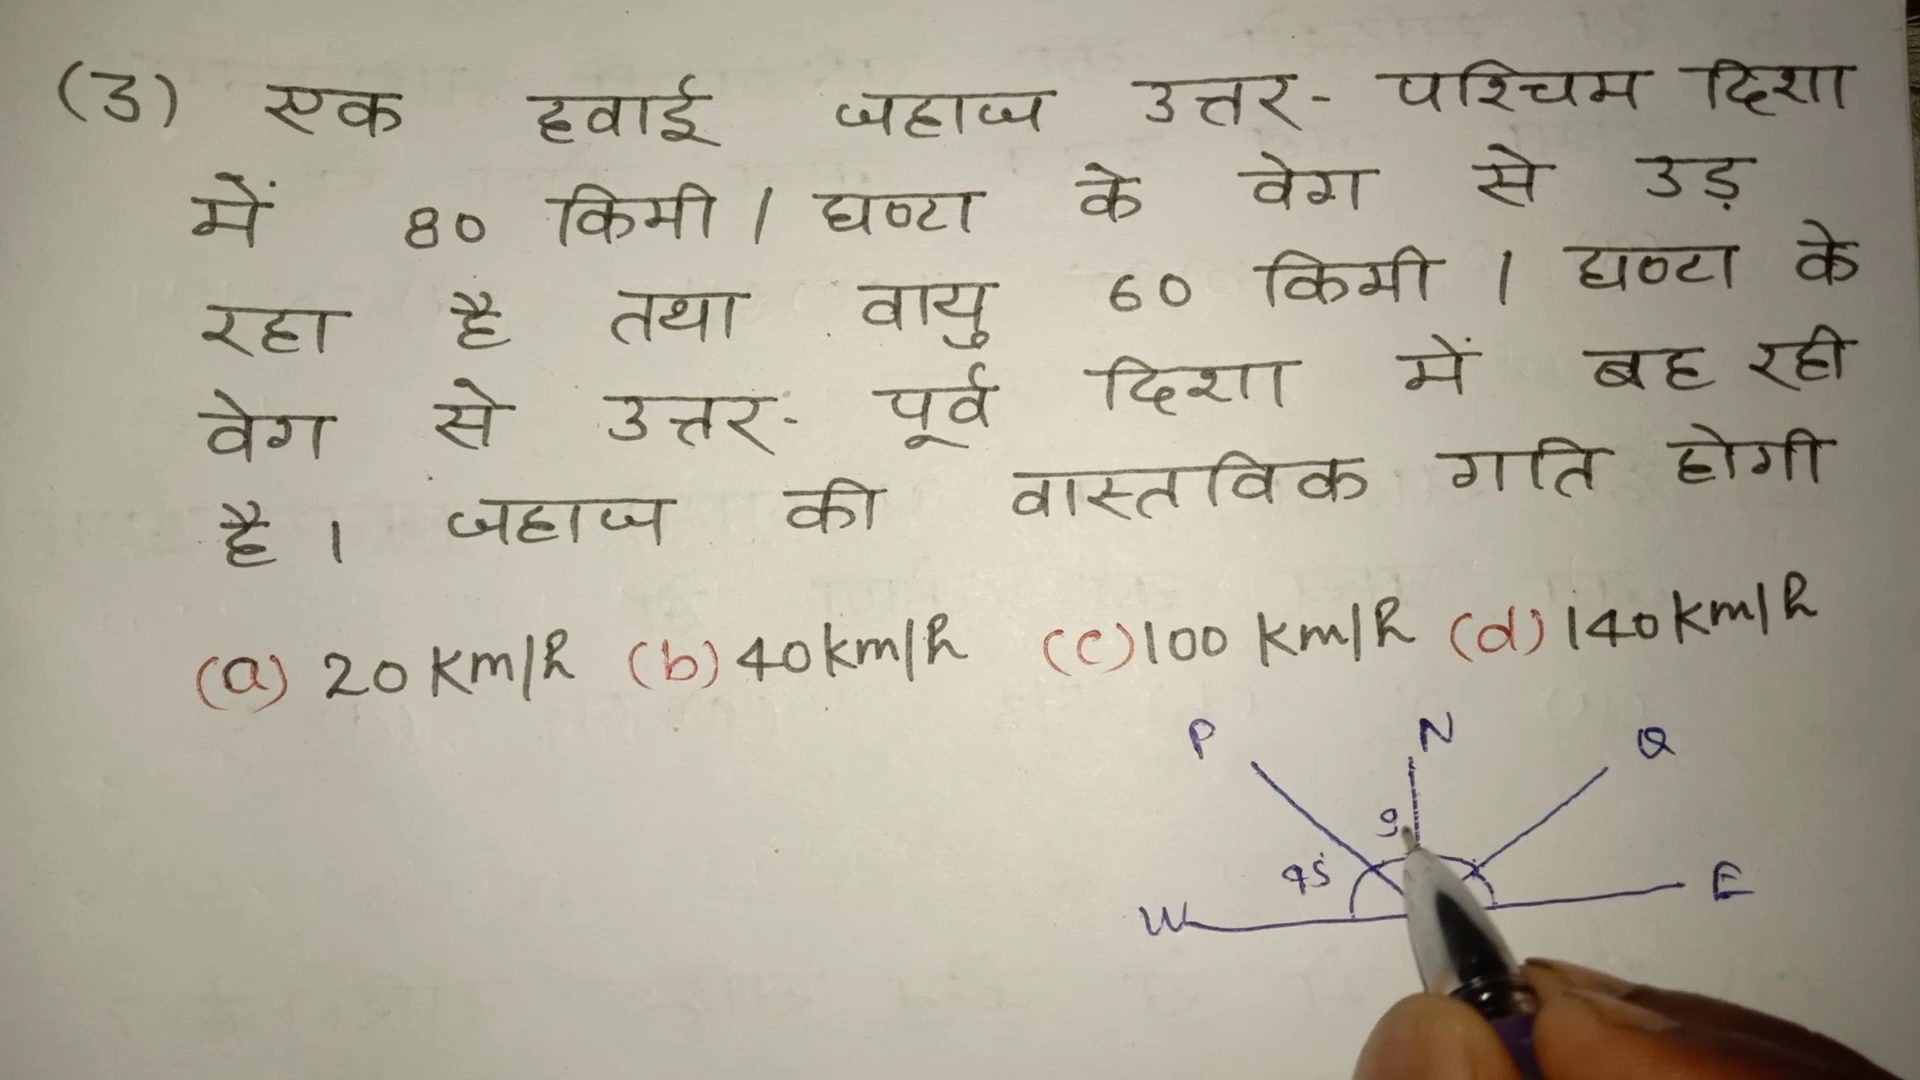 (3) एक हवाई जहाज उत्तर- पश्चिम दिशा
में 80 किमी / घण्टा के वेग से उड़
रहा है तथा वायु 60 किमी / घण्टा के
वेग से उत्तर- पूर्व दिशा में बह रही
है । जहाज की वास्तविक गति होगी
(a) 20 Km/h (b) 40 km/h (c) 100 Km/h (d) 140 km/h
P N Q
9
45
W E